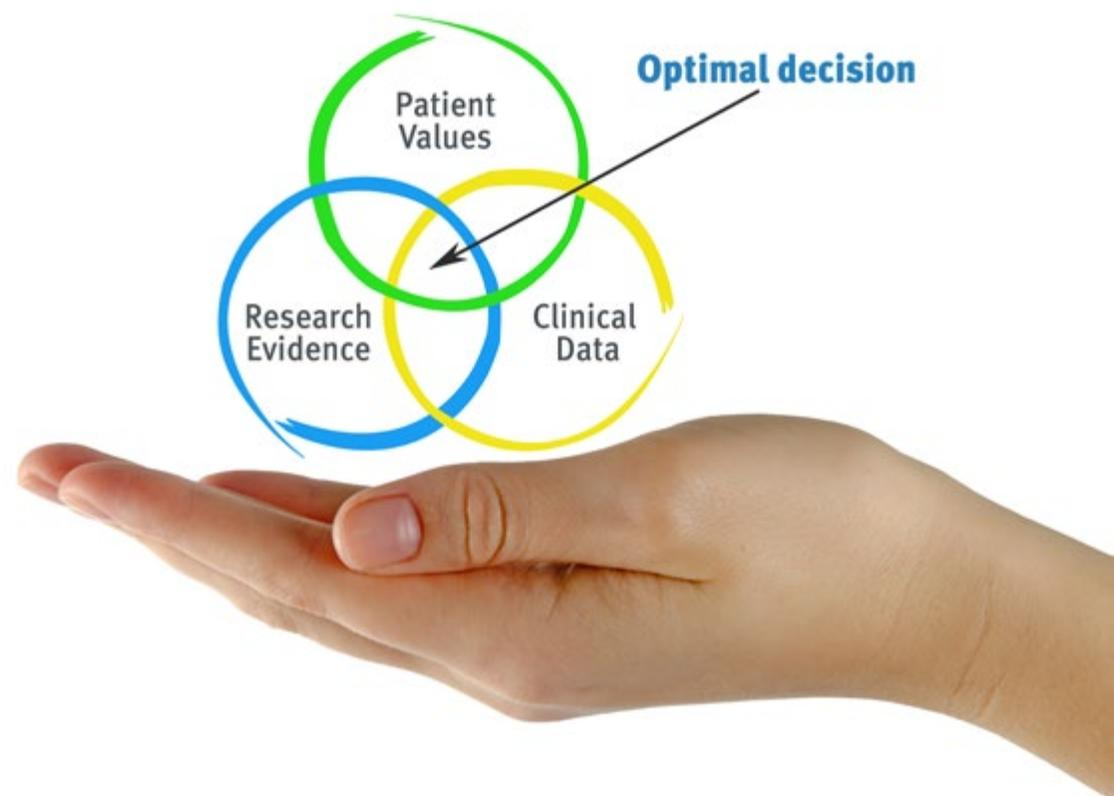 Optimal decision
Patient
Values
Research
Evidence
Clinical
Data